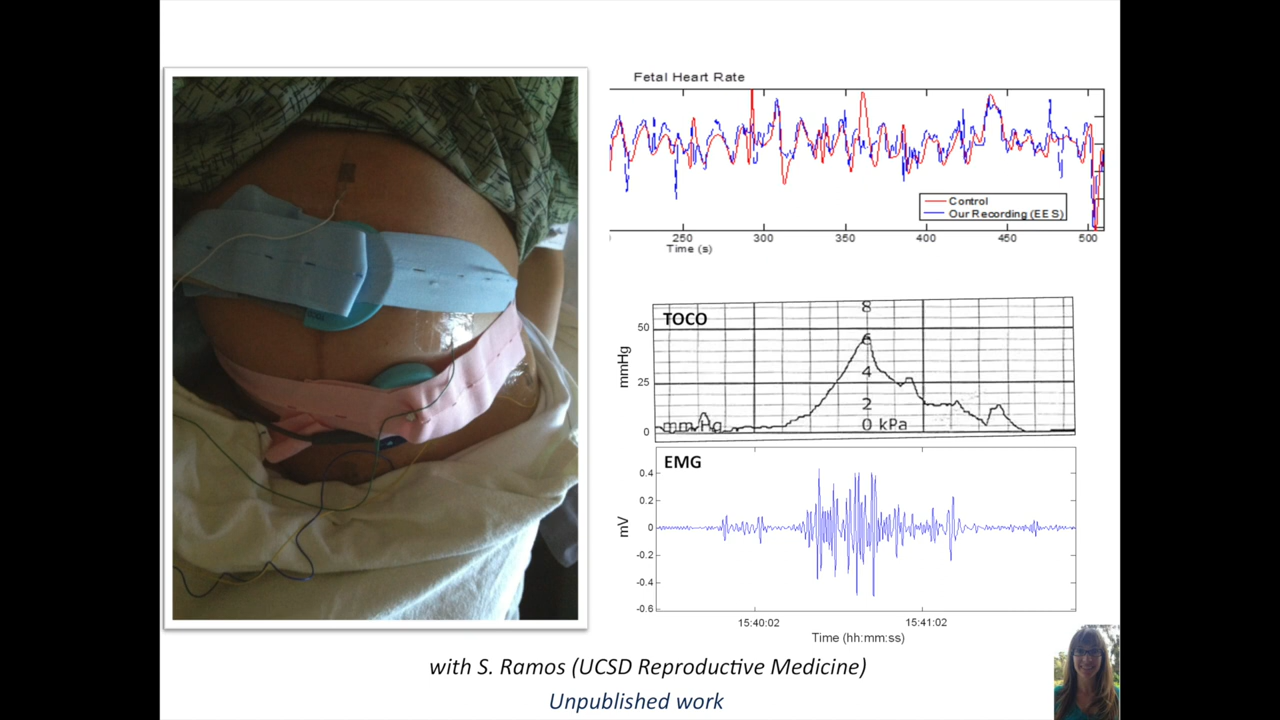 Fetal Heart Rate
Control
Our Recording (EES)
250 300 350 400 450 500
Time (s)
TOCO
8
50
6
mmHg
4
25
2
0
0 kPa
mmHg
EMG
0.4
0.2
mV
0
-0.2
-0.4
-0.6
15:40:02 15:41:02
Time (hh:mm:ss)
with S. Ramos (UCSD Reproductive Medicine)
Unpublished work